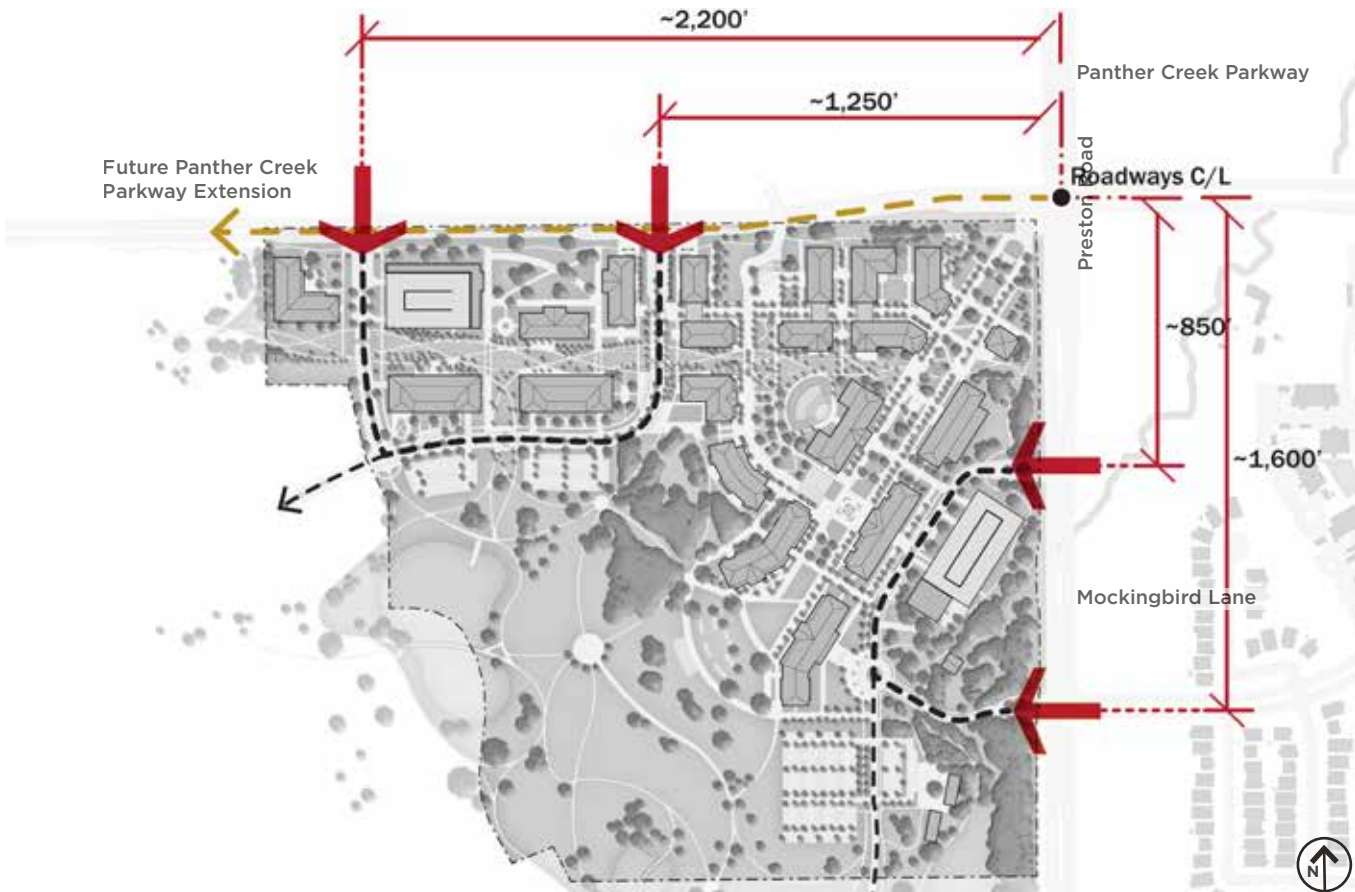 ~2,200’
Panther Creek Parkway
~1,250’
Future Panther Creek
Parkway Extension
Preston Road
Roadways C/L
~850’
~1,600’
Mockingbird Lane
N